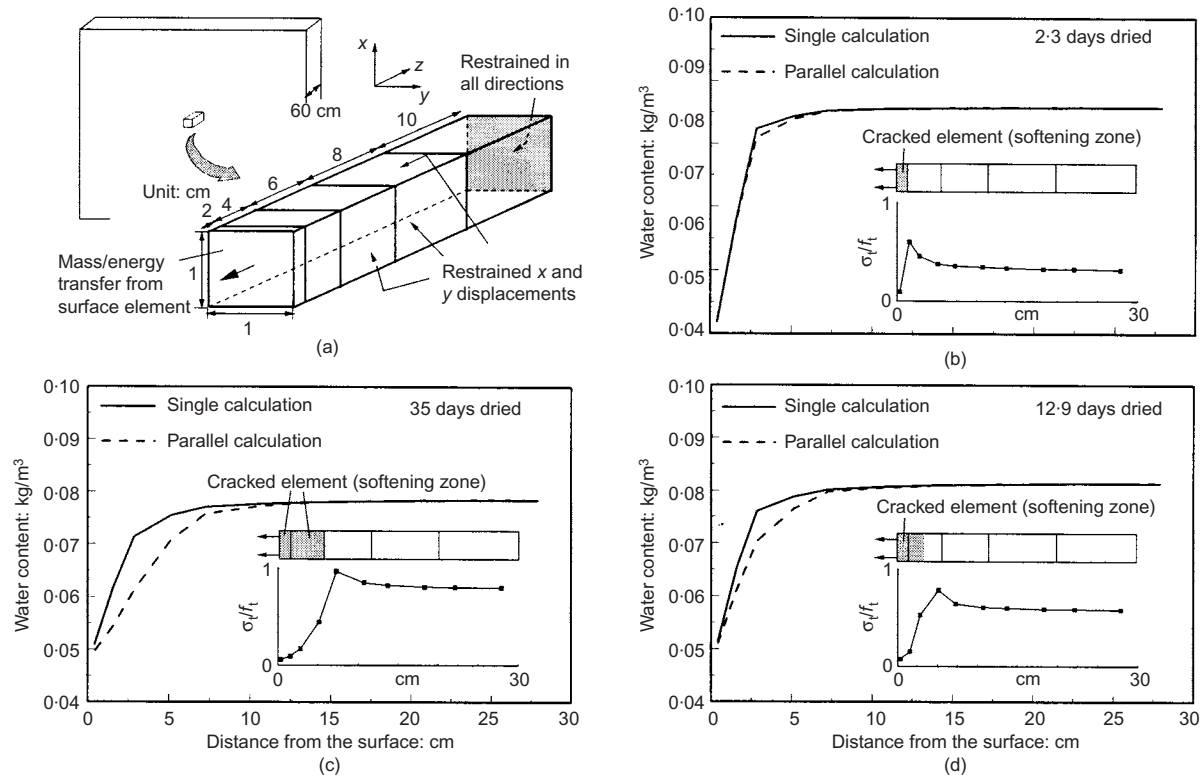 60 cm
x
z
y
Restrained in
all directions
10
8
6
Unit: cm
4
2
1
Mass/energy
transfer from
surface element
Restrained x and
y displacements
1
(a)
0·10
0·09
0·08
0·07
0·06
0·05
0·04
Water content: kg/m³
Single calculation
2·3 days dried
Parallel calculation
Cracked element (softening zone)
1
σt/ft
0
0
cm
30
(b)
0·10
0·09
0·08
0·07
0·06
0·05
0·04
Water content: kg/m³
Single calculation
35 days dried
Parallel calculation
Cracked element (softening zone)
1
σt/ft
0
0
cm
30
0
5
10
15
20
25
30
Distance from the surface: cm
(c)
0·10
0·09
0·08
0·07
0·06
0·05
0·04
Water content: kg/m³
Single calculation
12·9 days dried
Parallel calculation
Cracked element (softening zone)
1
σt/ft
0
0
cm
30
0
5
10
15
20
25
30
Distance from the surface: cm
(d)